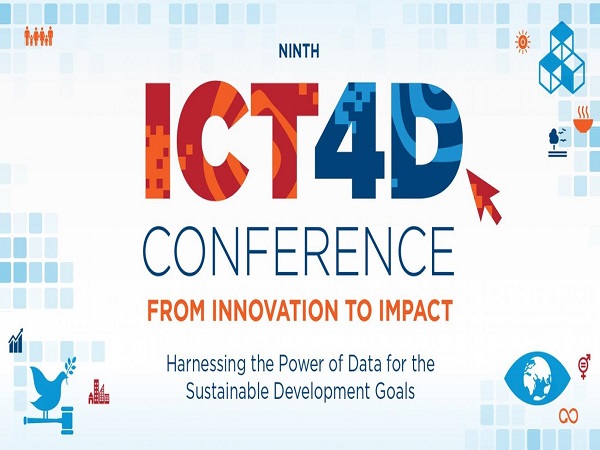 NINTH
ICT4D
CONFERENCE
FROM INNOVATION TO IMPACT
Harnessing the Power of Data for the
Sustainable Development Goals